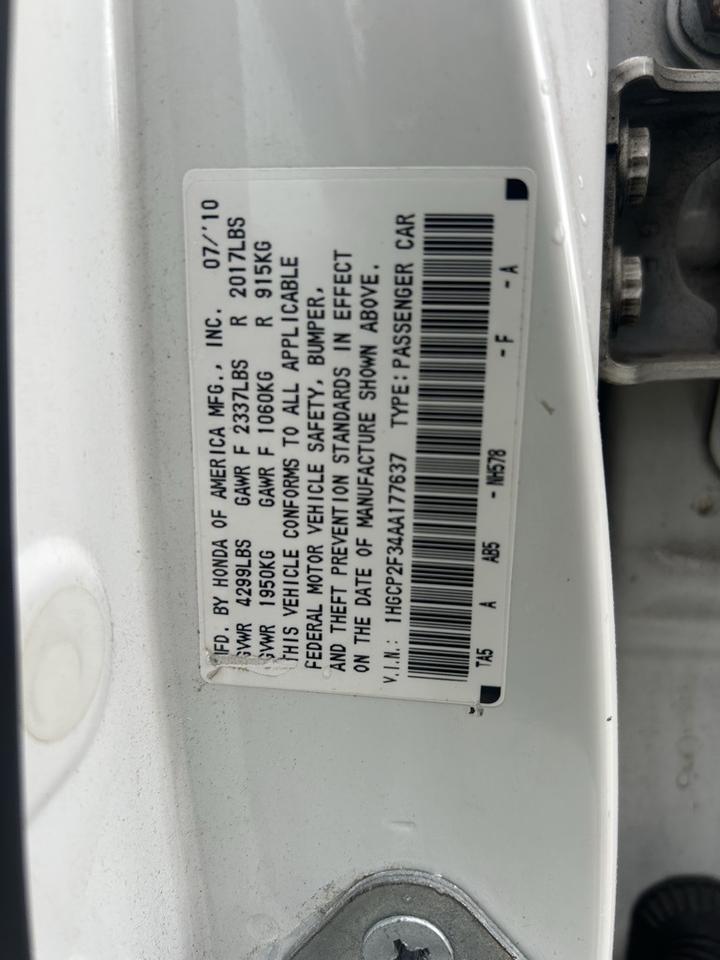 MFD. BY HONDA OF AMERICA MFG., INC. 07/'10
GVWR 4299LBS GAWR F 2337LBS R 2017LBS
GVWR 1950KG GAWR F 1060KG R 915KG
THIS VEHICLE CONFORMS TO ALL APPLICABLE
FEDERAL MOTOR VEHICLE SAFETY, BUMPER,
AND THEFT PREVENTION STANDARDS IN EFFECT
ON THE DATE OF MANUFACTURE SHOWN ABOVE.
V.I.N.: 1HGCP2F34AA177637 TYPE: PASSENGER CAR
TA5 A AB5 - NH578 - F - A